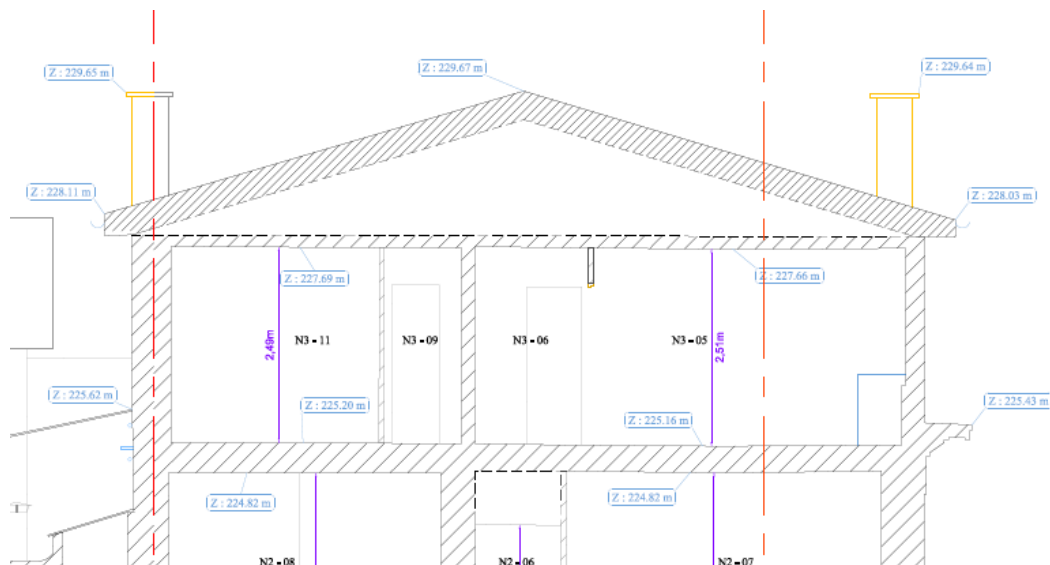 Z : 229.65 m
Z : 229.67 m
Z : 229.64 m
Z : 228.11 m
Z : 228.03 m
Z : 227.69 m
Z : 227.66 m
2,49m
N3 - 11
N3 - 09
N3 - 06
N3 - 05
2,51m
Z : 225.62 m
Z : 225.20 m
Z : 225.16 m
Z : 225.43 m
Z : 224.82 m
Z : 224.82 m
N2 - 08
N2 - 06
N2 - 07